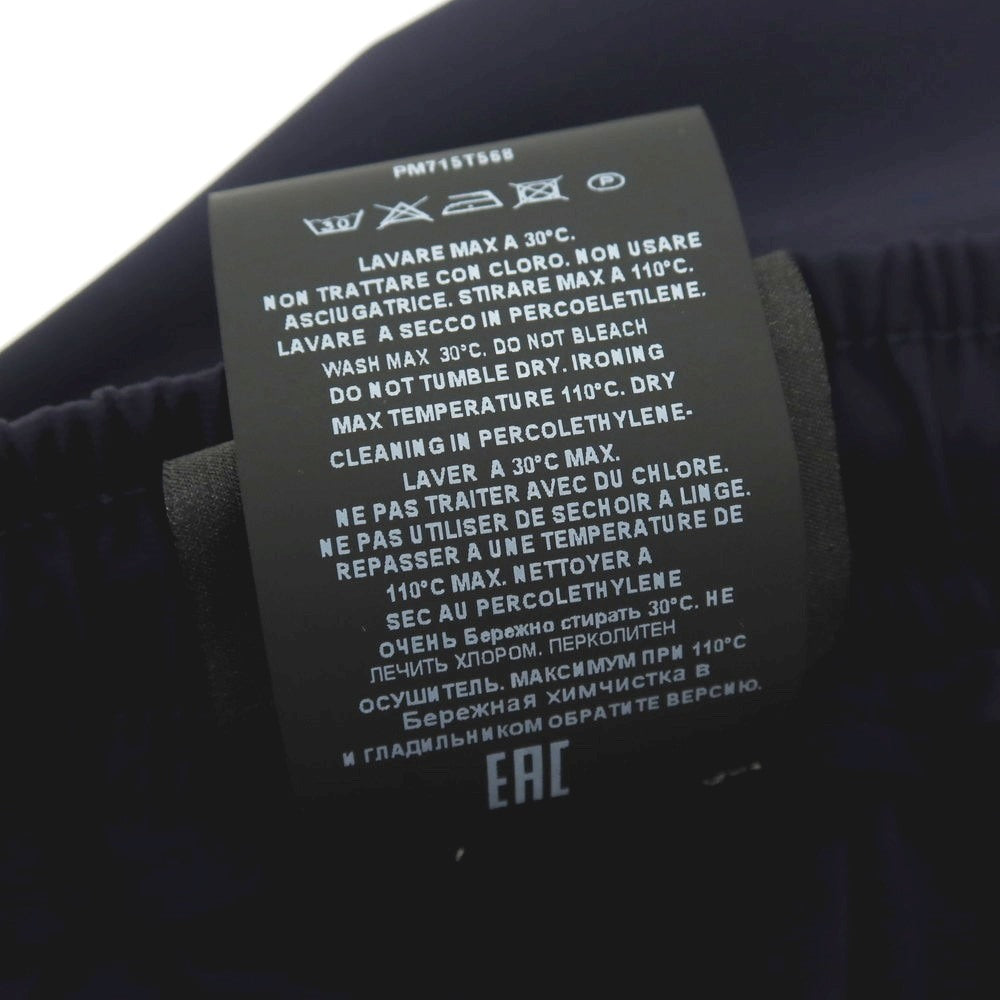 PM715T568
30
P
LAVARE MAX A 30°C.
NON TRATTARE CON CLORO. NON USARE
ASCIUGATRICE. STIRARE MAX A 110°C.
LAVARE A SECCO IN PERCOELETILENE.
WASH MAX 30°C. DO NOT BLEACH
DO NOT TUMBLE DRY. IRONING
MAX TEMPERATURE 110°C. DRY
CLEANING IN PERCOLETHYLENE.
LAVER A 30°C MAX.
NE PAS TRAITER AVEC DU CHLORE.
NE PAS UTILISER DE SECHOIR A LINGE.
REPASSER A UNE TEMPERATURE DE
110°C MAX. NETTOYER A
SEC AU PERCOLETHYLENE
ОЧЕНЬ Бережно стирать 30°C. НЕ
ЛЕЧИТЬ ХЛОРОМ. ПЕРКОЛИТЕН
ОСУШИТЕЛЬ. МАКСИМУМ ПРИ 110°C
Бережная химчистка в
И ГЛАДИЛЬНИКОМ ОБРАТИТЕ ВЕРСИЮ.
EAC